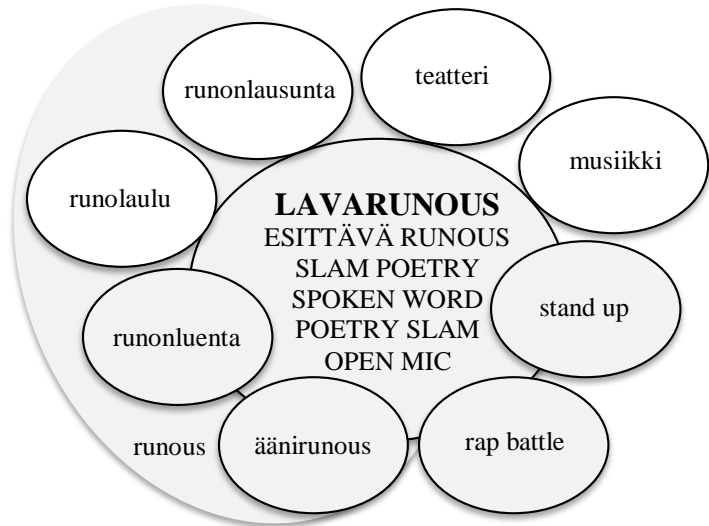 teatteri
runonlausunta
musiikki
runolaulu
LAVARUNOUS
ESITTÄVÄ RUNOUS
SLAM POETRY
SPOKEN WORD
POETRY SLAM
OPEN MIC
stand up
runonluenta
runous
äänirunous
rap battle